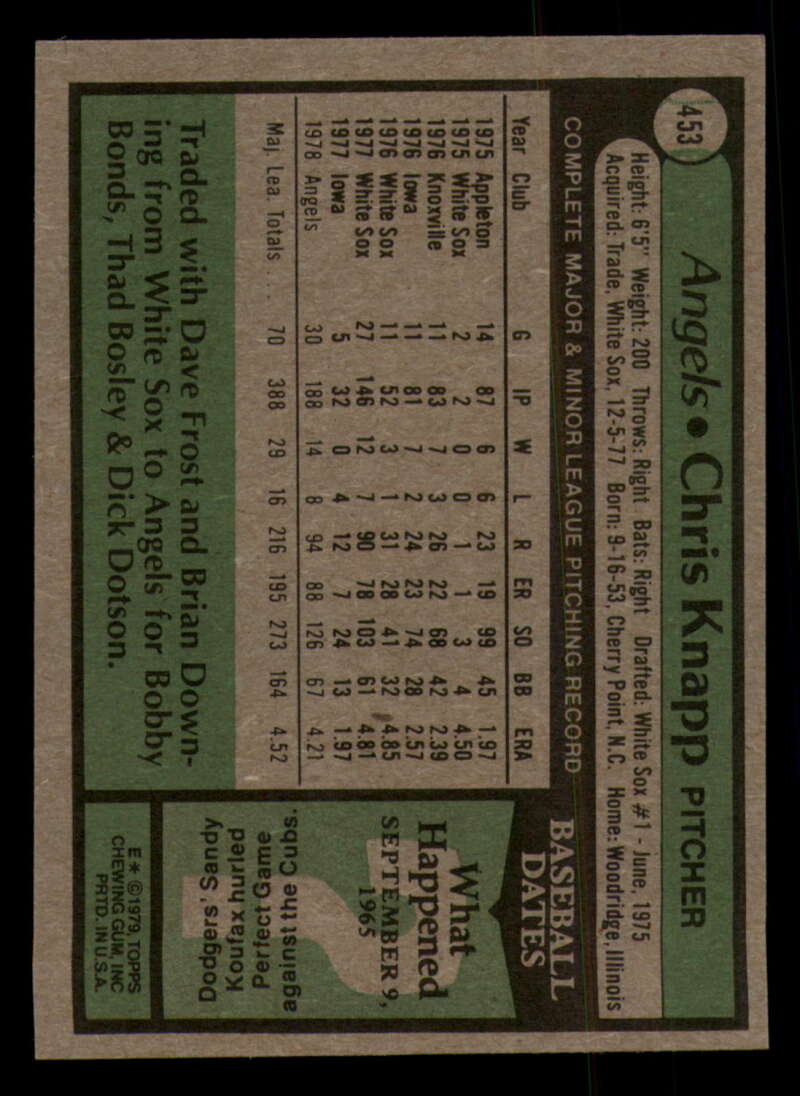 453
Angels • Chris Knapp PITCHER
Height: 6'5" Weight: 200 Throws: Right Bats: Right Drafted: White Sox #1 - June, 1975
Acquired: Trade, White Sox, 12-5-77 Born: 9-16-53, Cherry Point, N.C. Home: Woodridge, Illinois
COMPLETE MAJOR & MINOR LEAGUE PITCHING RECORD
Year Club G IP W L R ER SO BB ERA
1975 Appleton 14 87 6 6 23 19 99 45 1.97
1975 White Sox 2 2 0 0 1 1 3 4 4.50
1976 Knoxville 11 83 7 3 26 22 68 42 2.39
1976 Iowa 11 81 7 2 24 23 74 28 2.57
1976 White Sox 11 52 3 1 31 28 41 32 4.85
1977 White Sox 27 146 12 7 90 78 103 61 4.81
1977 Iowa 5 32 0 4 12 7 24 13 1.97
1978 Angels 30 188 14 8 94 88 126 67 4.21
Maj. Lea. Totals . . . 70 388 29 16 216 195 273 164 4.52
Traded with Dave Frost and Brian Down-
ing from White Sox to Angels for Bobby
Bonds, Thad Bosley & Dick Dotson.
BASEBALL
DATES
What
Happened
SEPTEMBER 9,
1965
Dodgers' Sandy
Koufax hurled
Perfect Game
against the Cubs.
E* © 1979, TOPPS
CHEWING GUM, INC
PRTD. IN U.S.A.